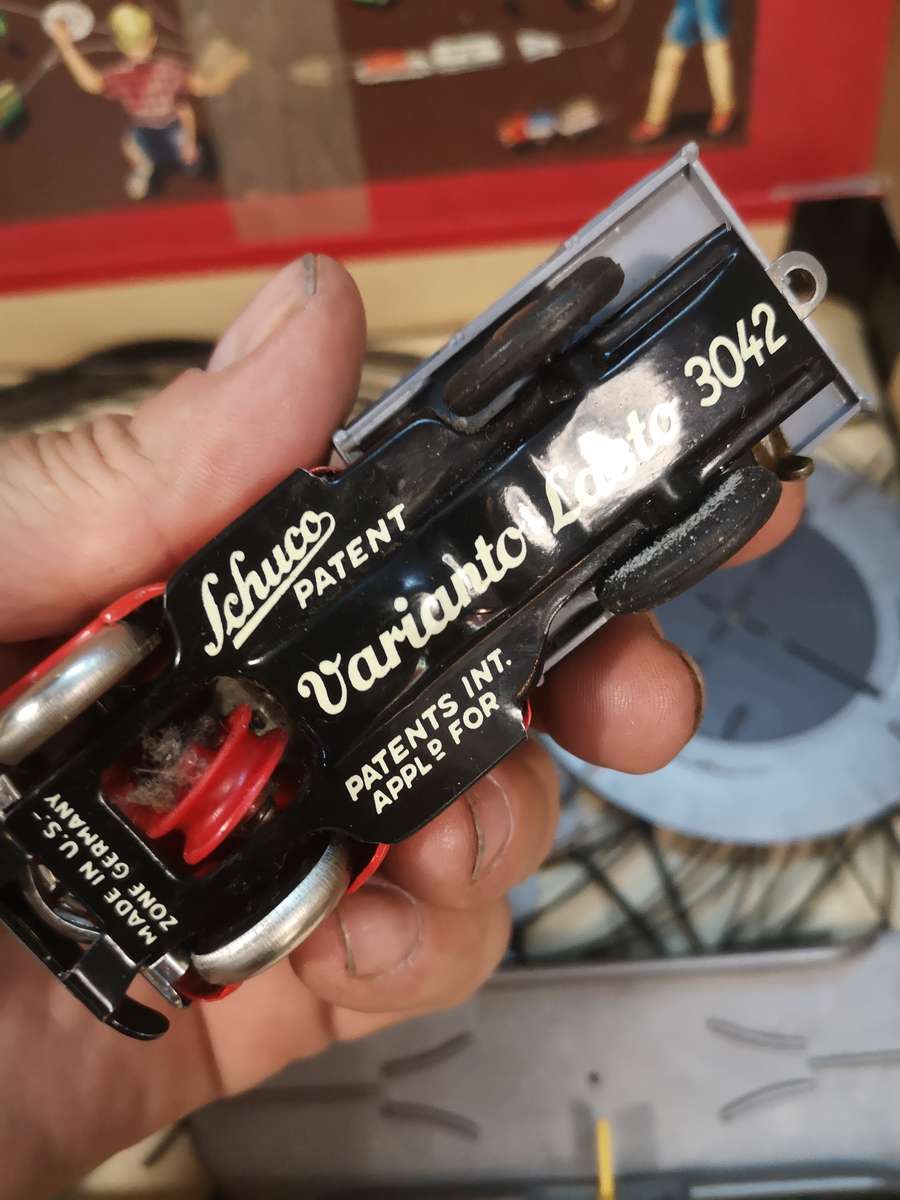 Schuco
PATENT
Varianto Lasto 3042
PATENTS INT.
APPLD FOR
MADE IN U.S.-
ZONE GERMANY